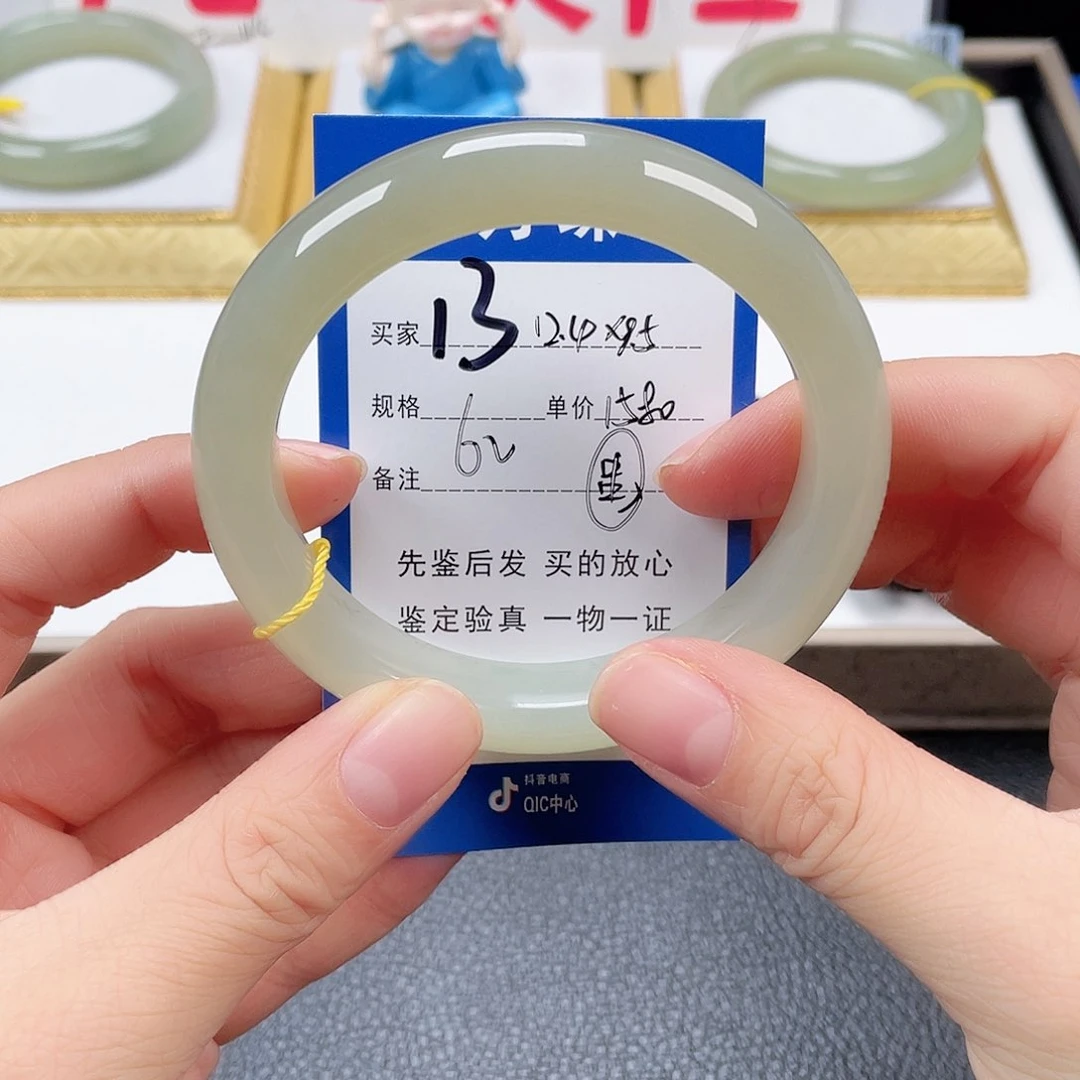 买家 13 12.4×9.5
规格 62 单价 1580
备注
先鉴后发 买的放心
鉴定验真 一物一证
抖音电商
QIC中心